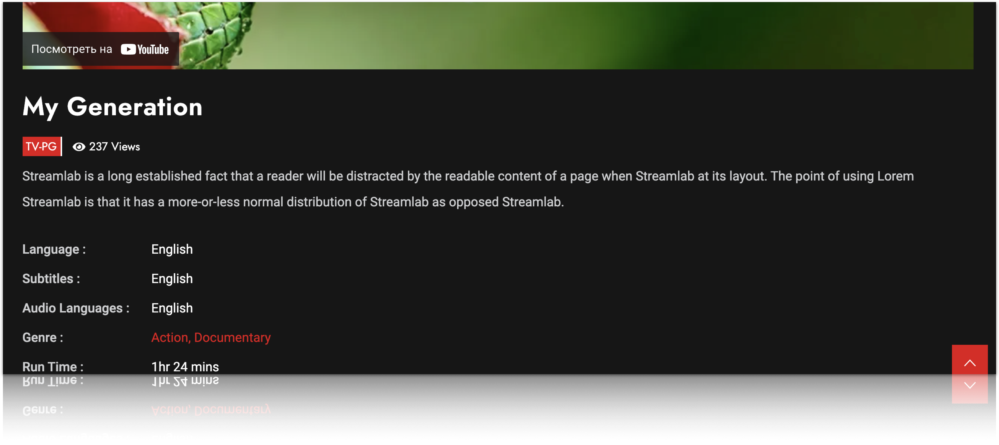 Посмотреть на YouTube
My Generation
TV-PG 237 Views
Streamlab is a long established fact that a reader will be distracted by the readable content of a page when Streamlab at its layout. The point of using Lorem
Streamlab is that it has a more-or-less normal distribution of Streamlab as opposed Streamlab.
Language : English
Subtitles : English
Audio Languages : English
Genre : Action, Documentary
Run Time : 1hr 24 mins